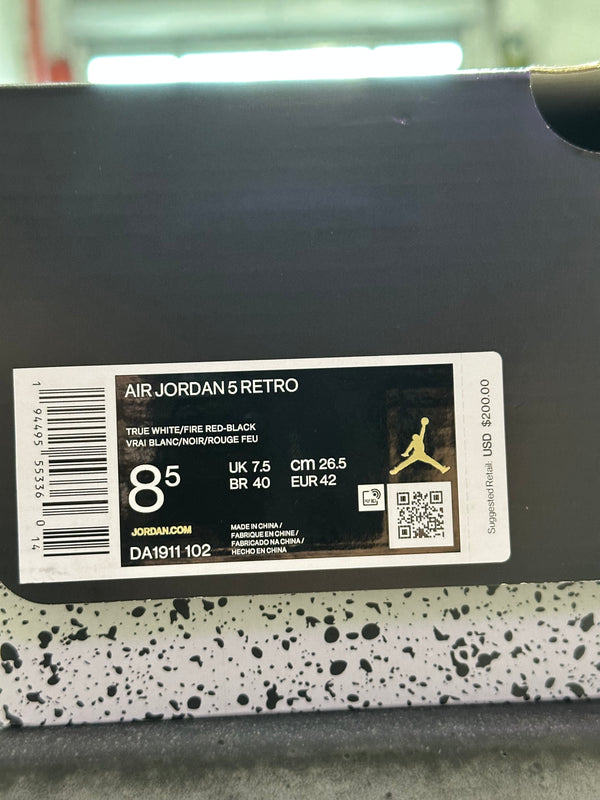 AIR JORDAN 5 RETRO
TRUE WHITE/FIRE RED-BLACK
VRAI BLANC/NOIR/ROUGE FEU
85
UK 7.5 cm 26.5
BR 40 EUR 42
JORDAN.COM
DA1911 102
MADE IN CHINA /
FABRIQUE EN CHINE /
FABRICADO NA CHINA /
HECHO EN CHINA
1 94495 55336 0 14
Suggested Retail: USD $200.00